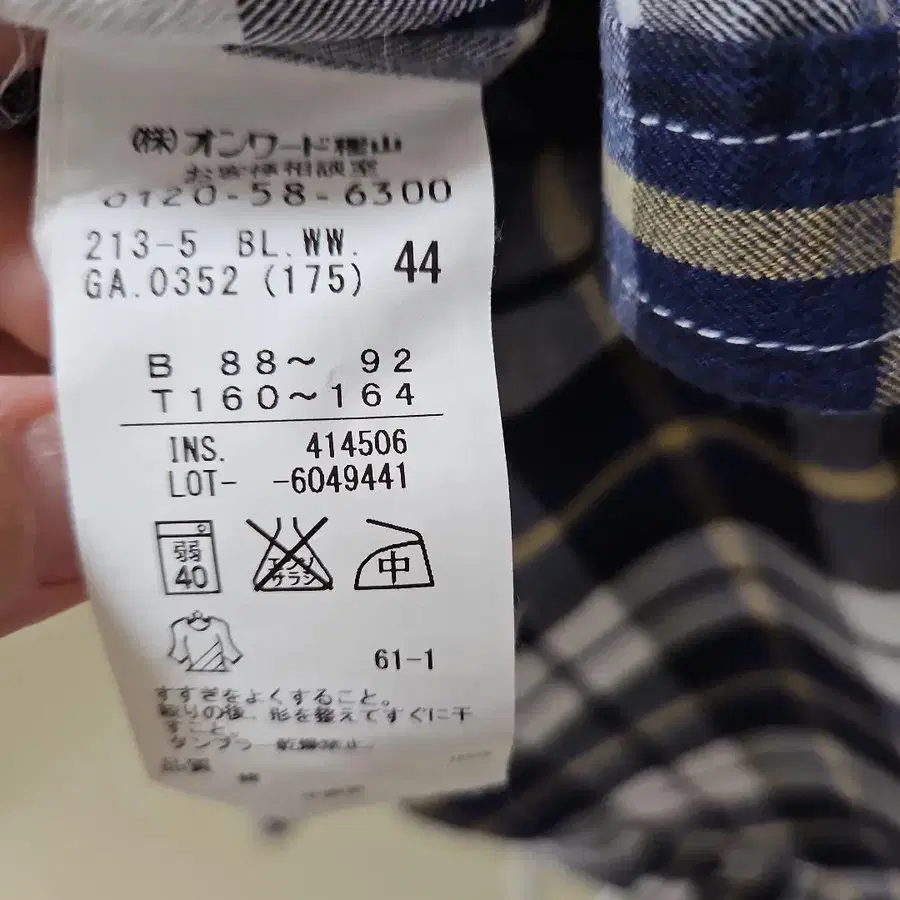 (株)オンワード樫山
お客様相談室
0120-58-6300
213-5 BL.WW. 44
GA.0352 (175)
B 88〜 92
T160〜164
INS. 414506
LOT- -6049441
弱
40
エンソ
サラシ
中
61-1
すすぎをよくすること。
絞りの後、形を整えてすぐに干
すこと。
タンブラー乾燥禁止
品質